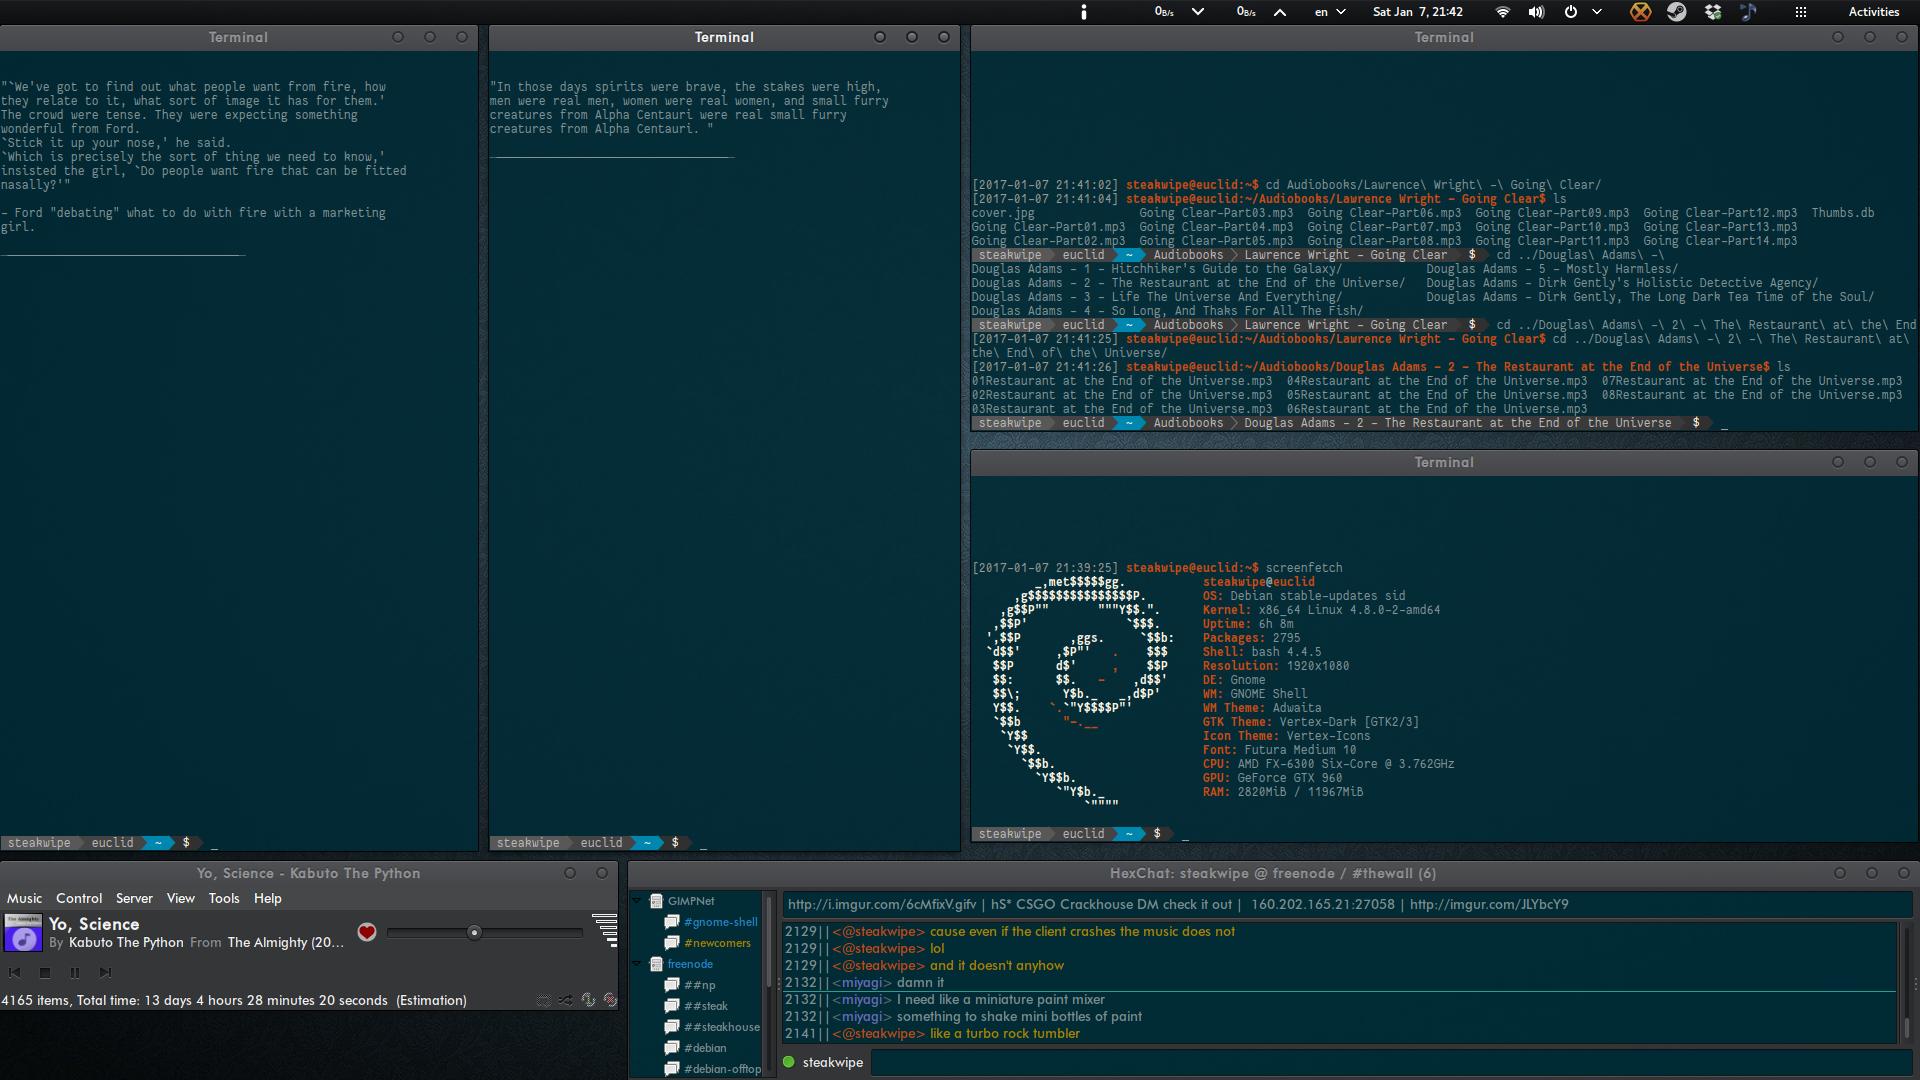 0B/s 0B/s en Sat Jan 7, 21:42 Activities
Terminal
"`We've got to find out what people want from fire, how
they relate to it, what sort of image it has for them.'
The crowd were tense. They were expecting something
wonderful from Ford.
`Stick it up your nose,' he said.
`Which is precisely the sort of thing we need to know,'
insisted the girl, `Do people want fire that can be fitted
nasally?'"
- Ford "debating" what to do with fire with a marketing
girl.
steakwipe euclid ~ $ _
Terminal
"In those days spirits were brave, the stakes were high,
men were real men, women were real women, and small furry
creatures from Alpha Centauri were real small furry
creatures from Alpha Centauri. "
steakwipe euclid ~ $ _
Terminal
[2017-01-07 21:41:02] steakwipe@euclid:~$ cd Audiobooks/Lawrence\ Wright\ -\ Going\ Clear/
[2017-01-07 21:41:04] steakwipe@euclid:~/Audiobooks/Lawrence Wright - Going Clear$ ls
cover.jpg Going Clear-Part03.mp3 Going Clear-Part06.mp3 Going Clear-Part09.mp3 Going Clear-Part12.mp3 Thumbs.db
Going Clear-Part01.mp3 Going Clear-Part04.mp3 Going Clear-Part07.mp3 Going Clear-Part10.mp3 Going Clear-Part13.mp3
Going Clear-Part02.mp3 Going Clear-Part05.mp3 Going Clear-Part08.mp3 Going Clear-Part11.mp3 Going Clear-Part14.mp3
steakwipe euclid ~ Audiobooks Lawrence Wright - Going Clear $ cd ../Douglas\ Adams\ -\
Douglas Adams - 1 - Hitchhiker's Guide to the Galaxy/ Douglas Adams - 5 - Mostly Harmless/
Douglas Adams - 2 - The Restaurant at the End of the Universe/ Douglas Adams - Dirk Gently's Holistic Detective Agency/
Douglas Adams - 3 - Life The Universe And Everything/ Douglas Adams - Dirk Gently, The Long Dark Tea Time of the Soul/
Douglas Adams - 4 - So Long, And Thaks For All The Fish/
steakwipe euclid ~ Audiobooks Lawrence Wright - Going Clear $ cd ../Douglas\ Adams\ -\ 2\ -\ The\ Restaurant\ at\ the\ End
[2017-01-07 21:41:25] steakwipe@euclid:~/Audiobooks/Lawrence Wright - Going Clear$ cd ../Douglas\ Adams\ -\ 2\ -\ The\ Restaurant\ at\
the\ End\ of\ the\ Universe/
[2017-01-07 21:41:26] steakwipe@euclid:~/Audiobooks/Douglas Adams - 2 - The Restaurant at the End of the Universe$ ls
01Restaurant at the End of the Universe.mp3 04Restaurant at the End of the Universe.mp3 07Restaurant at the End of the Universe.mp3
02Restaurant at the End of the Universe.mp3 05Restaurant at the End of the Universe.mp3 08Restaurant at the End of the Universe.mp3
03Restaurant at the End of the Universe.mp3 06Restaurant at the End of the Universe.mp3
steakwipe euclid ~ Audiobooks Douglas Adams - 2 - The Restaurant at the End of the Universe $ _
Terminal
[2017-01-07 21:39:25] steakwipe@euclid:~$ screenfetch
_,met$$$$$gg. steakwipe@euclid
,g$$$$$$$$$$$$$$$P. OS: Debian stable-updates sid
,g$$P"" """Y$$.". Kernel: x86_64 Linux 4.8.0-2-amd64
,$$P' `$$$. Uptime: 6h 8m
',$$P ,ggs. `$$b: Packages: 2795
`d$$' ,$P"' . $$$ Shell: bash 4.4.5
$$P d$' , $$P Resolution: 1920x1080
$$: $$. - ,d$$' DE: Gnome
$$\; Y$b._ _,d$P' WM: GNOME Shell
Y$$. `.`"Y$$$$P"' WM Theme: Adwaita
`$$b "-.__ GTK Theme: Vertex-Dark [GTK2/3]
`Y$$ Icon Theme: Vertex-Icons
`Y$$. Font: Futura Medium 10
`$$b. CPU: AMD FX-6300 Six-Core @ 3.762GHz
`Y$$b. GPU: GeForce GTX 960
`"Y$b._ RAM: 2820MiB / 11967MiB
`""""
steakwipe euclid ~ $ _
Yo, Science - Kabuto The Python
Music Control Server View Tools Help
Yo, Science
By Kabuto The Python From The Almighty (20...
4165 items, Total time: 13 days 4 hours 28 minutes 20 seconds (Estimation)
HexChat: steakwipe @ freenode / #thewall (6)
GIMPNet
#gnome-shell
#newcomers
freenode
##np
##steak
##steakhouse
#debian
#debian-offtop
http://i.imgur.com/6cMfixV.gifv | hS* CSGO Crackhouse DM check it out | 160.202.165.21:27058 | http://imgur.com/JLYbcY9
2129||<@steakwipe> cause even if the client crashes the music does not
2129||<@steakwipe> lol
2129||<@steakwipe> and it doesn't anyhow
2132||<miyagi> damn it
2132||<miyagi> I need like a miniature paint mixer
2132||<miyagi> something to shake mini bottles of paint
2141||<@steakwipe> like a turbo rock tumbler
steakwipe